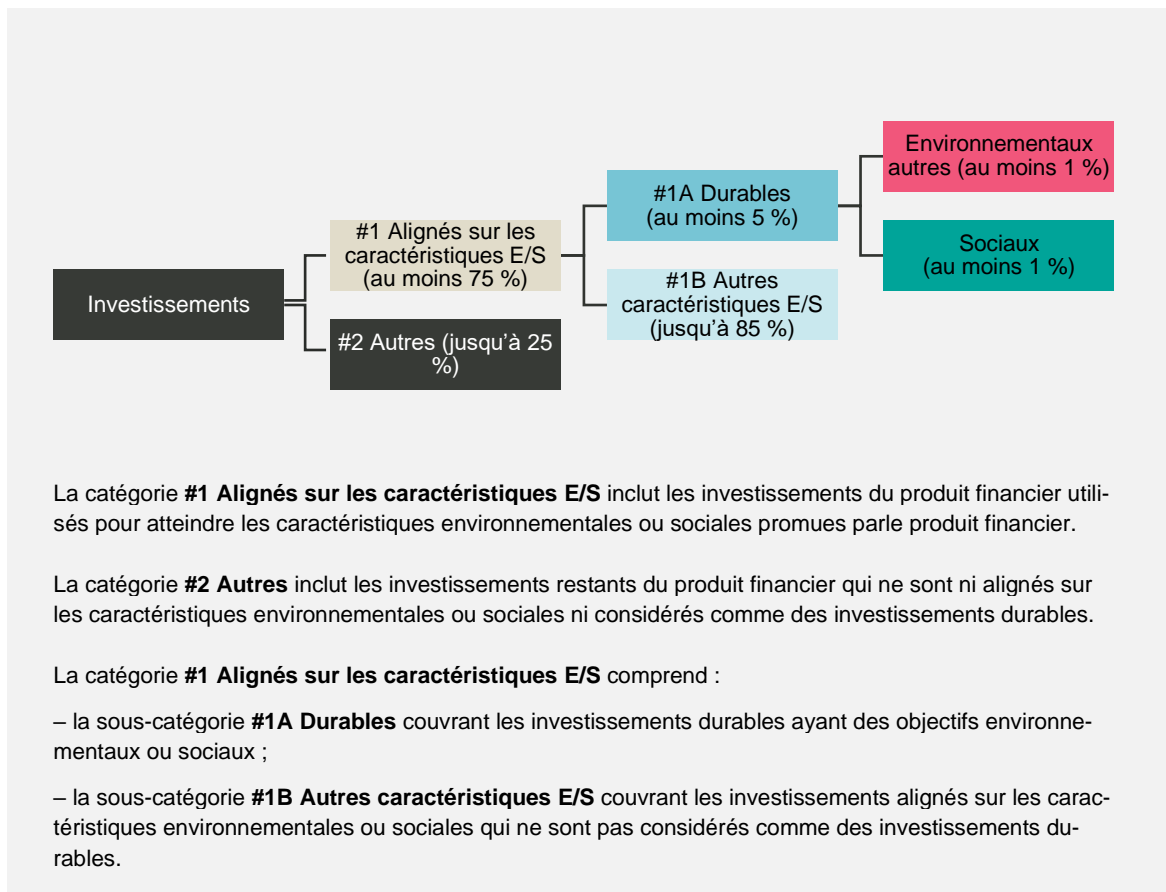 Environnementaux
autres (au moins 1 %)
#1A Durables
(au moins 5 %)
#1 Alignés sur les
caractéristiques E/S
(au moins 75 %)
Sociaux
(au moins 1 %)
Investissements
#1B Autres
caractéristiques E/S
(jusqu'à 85 %)
#2 Autres (jusqu'à 25
%)
La catégorie #1 Alignés sur les caractéristiques E/S inclut les investissements du produit financier utili-
sés pour atteindre les caractéristiques environnementales ou sociales promues parle produit financier.
La catégorie #2 Autres inclut les investissements restants du produit financier qui ne sont ni alignés sur
les caractéristiques environnementales ou sociales ni considérés comme des investissements durables.
La catégorie #1 Alignés sur les caractéristiques E/S comprend :
– la sous-catégorie #1A Durables couvrant les investissements durables ayant des objectifs environne-
mentaux ou sociaux ;
– la sous-catégorie #1B Autres caractéristiques E/S couvrant les investissements alignés sur les carac-
téristiques environnementales ou sociales qui ne sont pas considérés comme des investissements du-
rables.